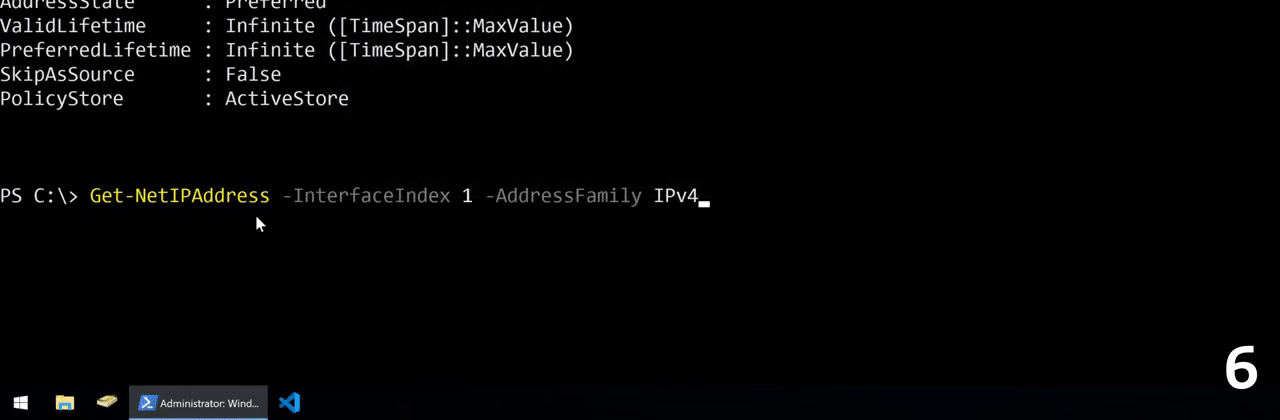 AddressState      : Preferred
ValidLifetime     : Infinite ([TimeSpan]::MaxValue)
PreferredLifetime : Infinite ([TimeSpan]::MaxValue)
SkipAsSource      : False
PolicyStore       : ActiveStore
PS C:\> Get-NetIPAddress -InterfaceIndex 1 -AddressFamily IPv4
6
Administrator: Wind...